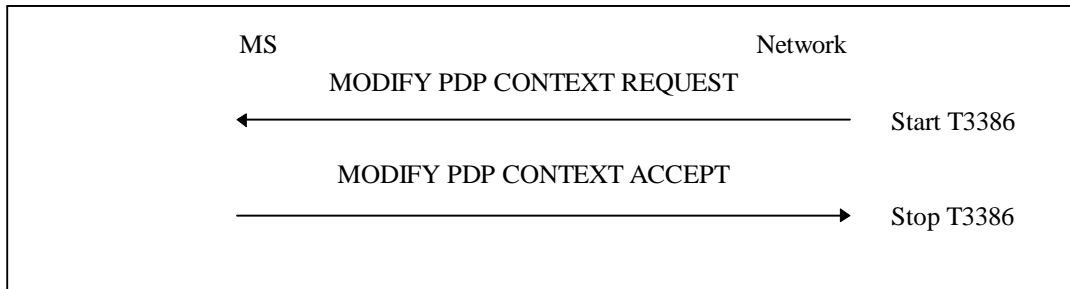 MS Network
MODIFY PDP CONTEXT REQUEST
Start T3386
MODIFY PDP CONTEXT ACCEPT
Stop T3386